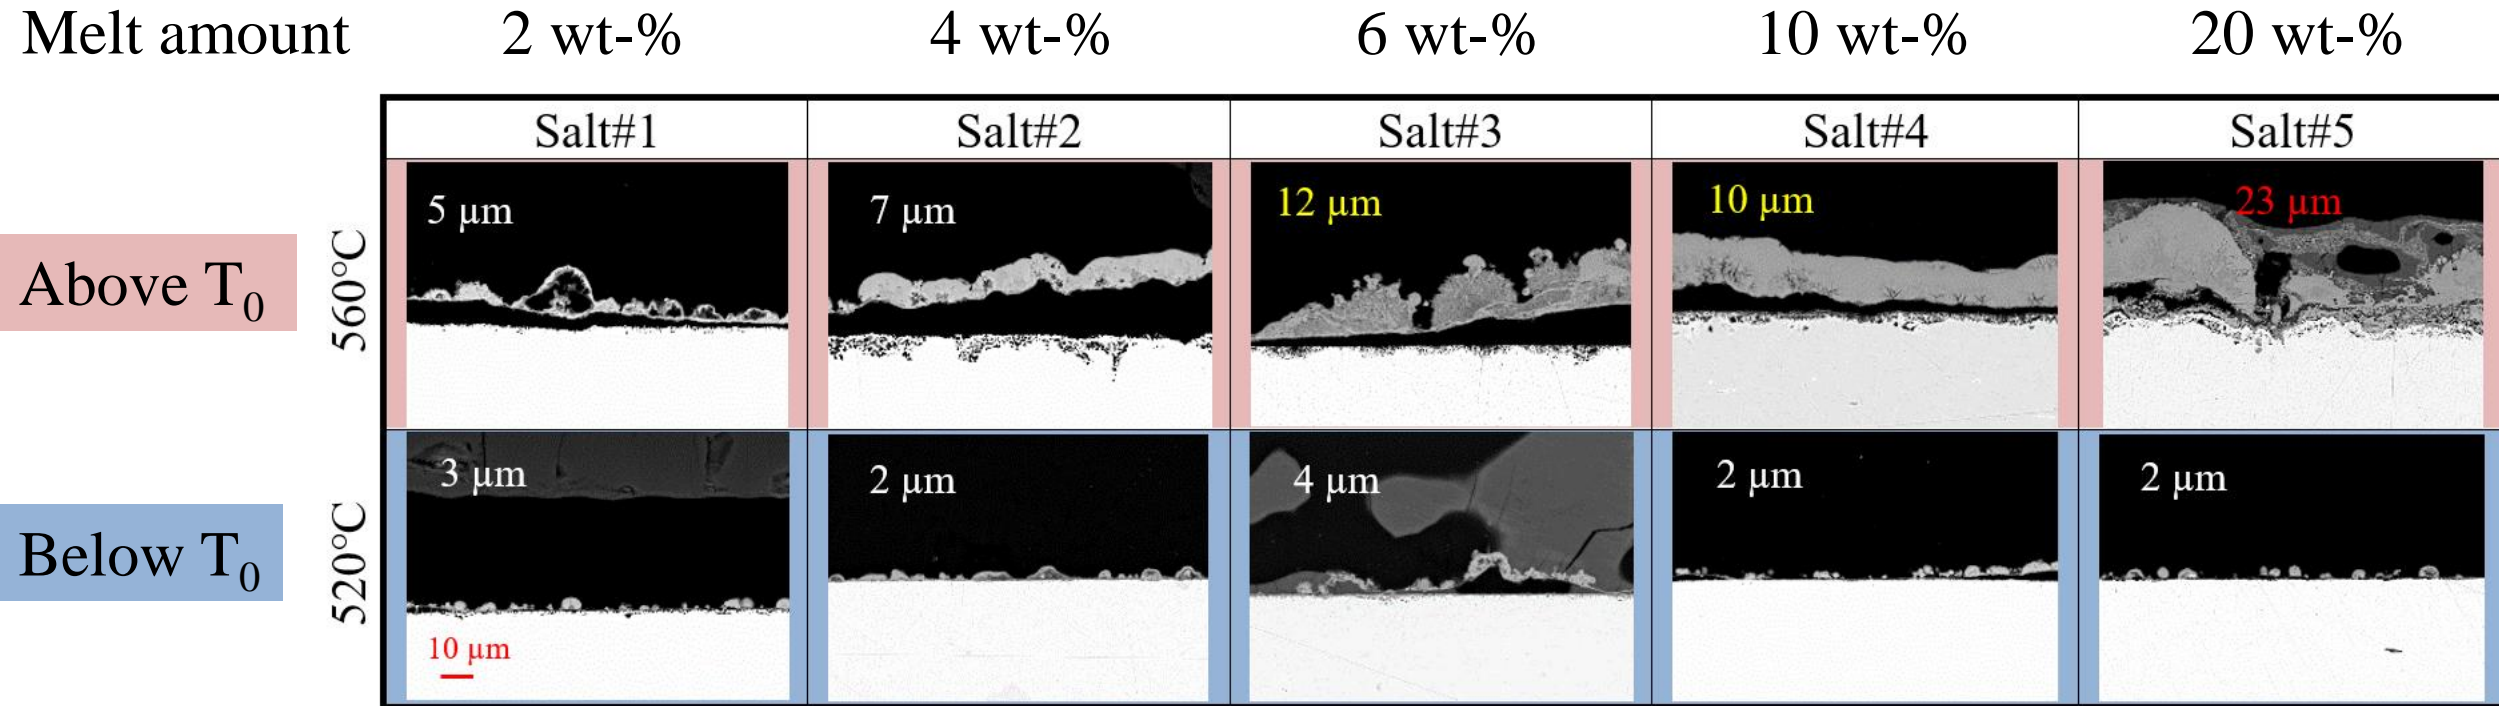 Melt amount 2 wt-% 4 wt-% 6 wt-% 10 wt-% 20 wt-%
Salt#1 Salt#2 Salt#3 Salt#4 Salt#5
Above T₀ 560°C 5 µm 7 µm 12 µm 10 µm 23 µm
Below T₀ 520°C 3 µm 2 µm 4 µm 2 µm 2 µm
10 µm